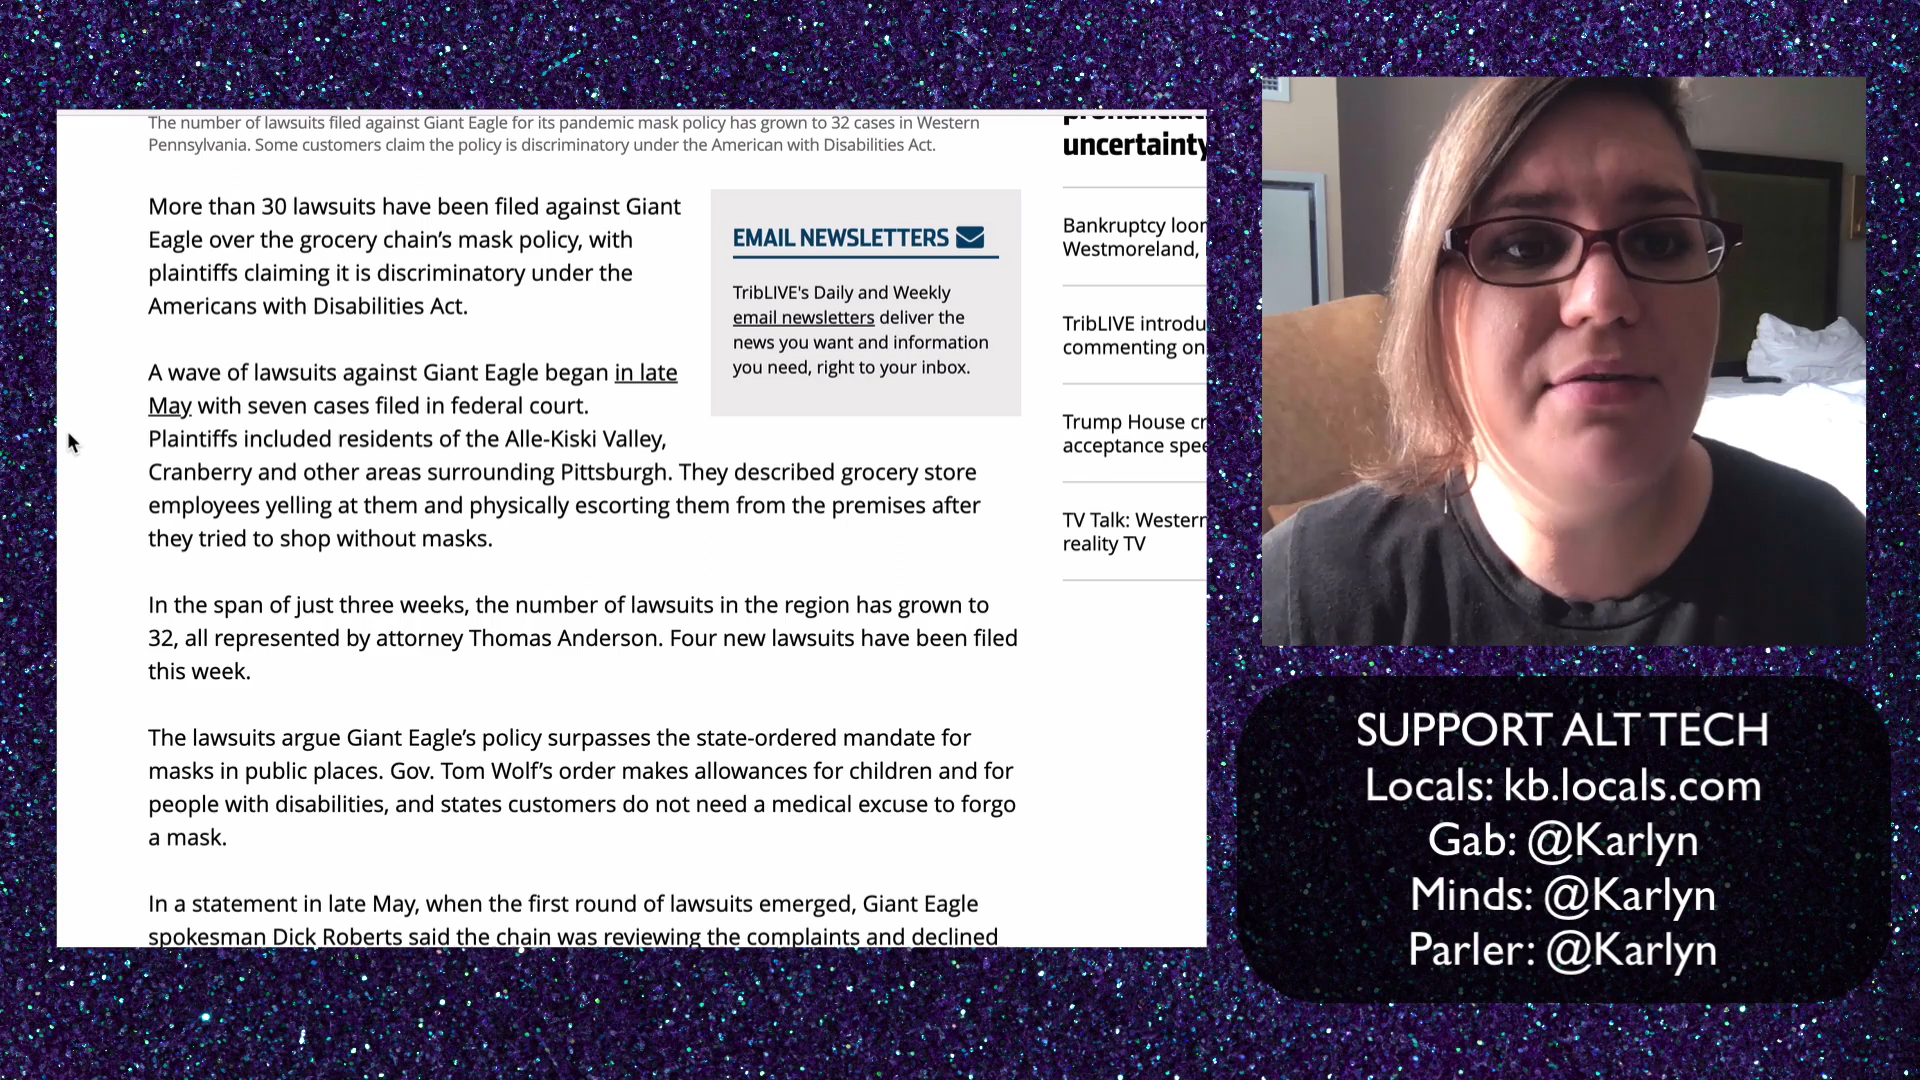 The number of lawsuits filed against Giant Eagle for its pandemic mask policy has grown to 32 cases in Western
Pennsylvania. Some customers claim the policy is discriminatory under the American with Disabilities Act.
More than 30 lawsuits have been filed against Giant
Eagle over the grocery chain’s mask policy, with
plaintiffs claiming it is discriminatory under the
Americans with Disabilities Act.
A wave of lawsuits against Giant Eagle began in late
May with seven cases filed in federal court.
Plaintiffs included residents of the Alle-Kiski Valley,
Cranberry and other areas surrounding Pittsburgh. They described grocery store
employees yelling at them and physically escorting them from the premises after
they tried to shop without masks.
In the span of just three weeks, the number of lawsuits in the region has grown to
32, all represented by attorney Thomas Anderson. Four new lawsuits have been filed
this week.
The lawsuits argue Giant Eagle’s policy surpasses the state-ordered mandate for
masks in public places. Gov. Tom Wolf’s order makes allowances for children and for
people with disabilities, and states customers do not need a medical excuse to forgo
a mask.
In a statement in late May, when the first round of lawsuits emerged, Giant Eagle
spokesman Dick Roberts said the chain was reviewing the complaints and declined
EMAIL NEWSLETTERS
TribLIVE's Daily and Weekly
email newsletters deliver the
news you want and information
you need, right to your inbox.
uncertainty
Bankruptcy loo
Westmoreland,
TribLIVE introdu
commenting on
Trump House cr
acceptance spe
TV Talk: Western
reality TV
SUPPORT ALT TECH
Locals: kb.locals.com
Gab: @Karlyn
Minds: @Karlyn
Parler: @Karlyn